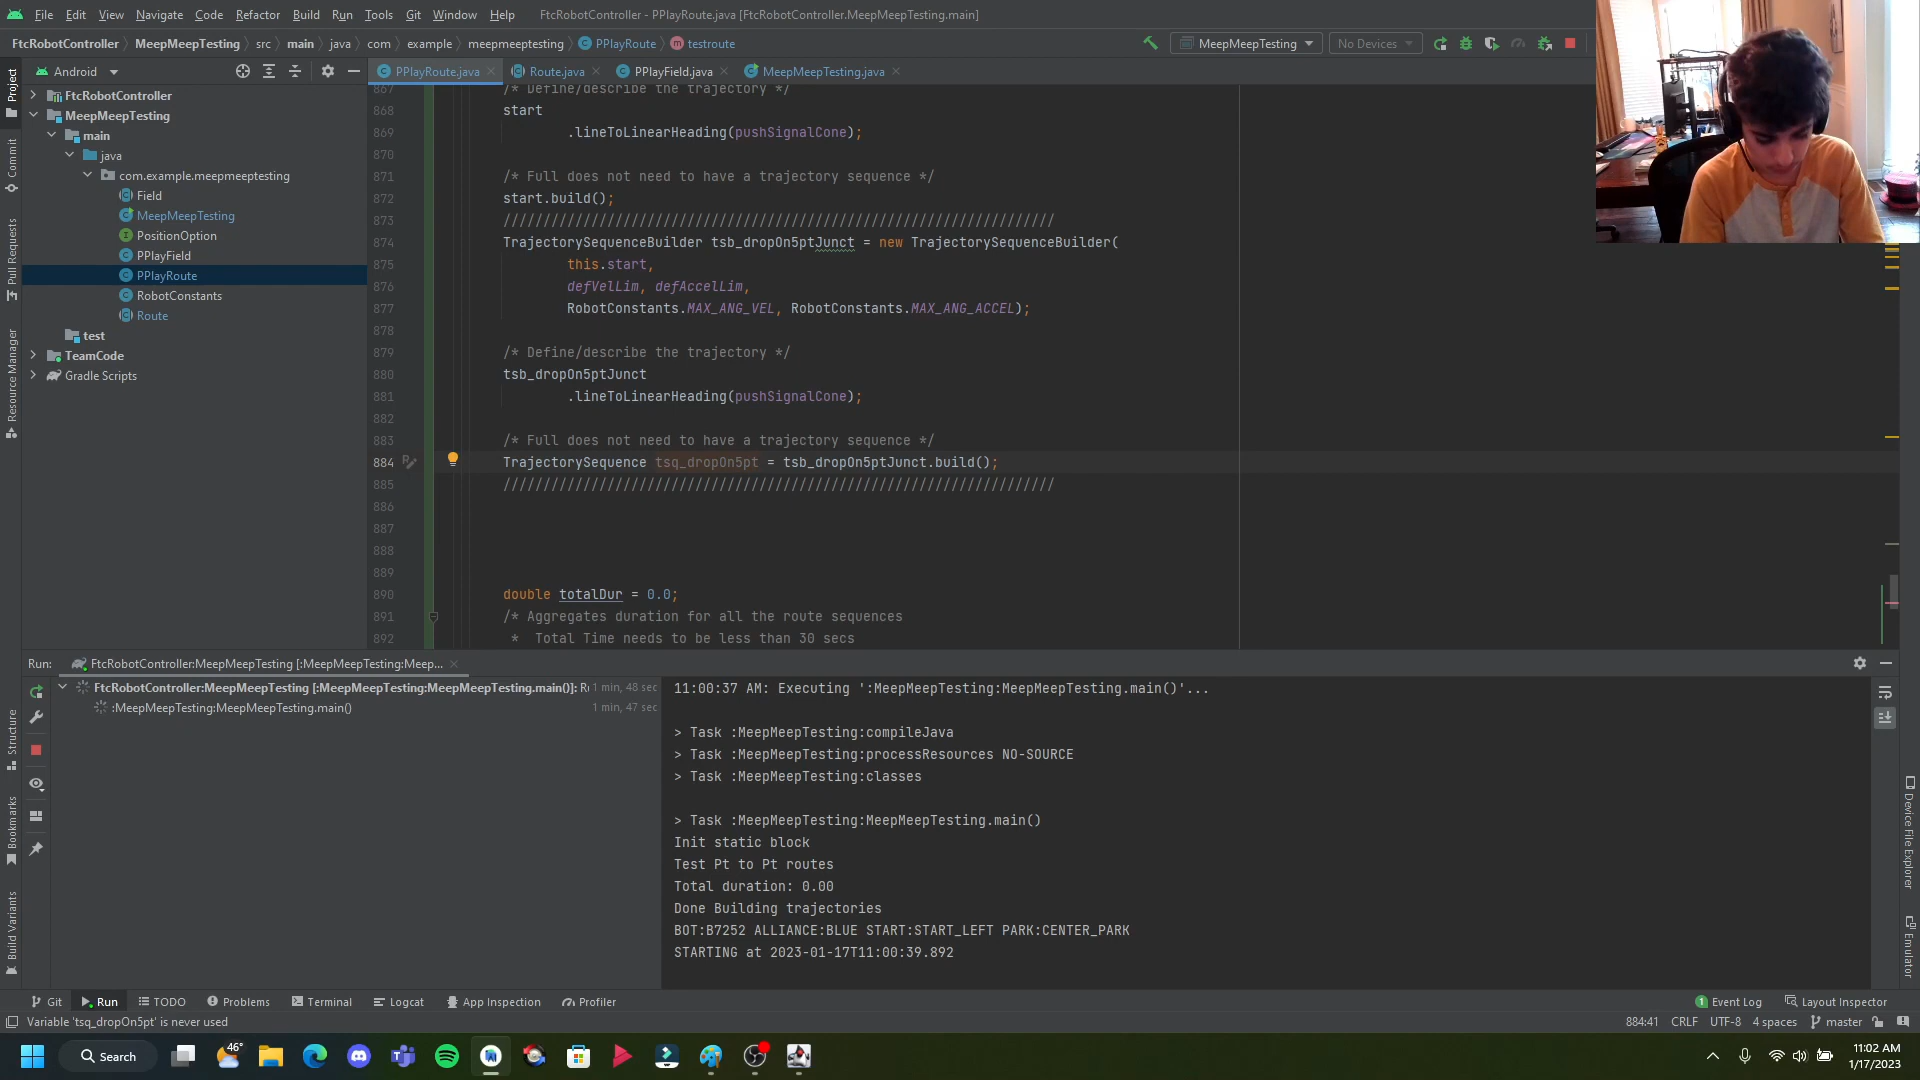 File Edit View Navigate Code Refactor Build Run Tools Git Window Help FtcRobotController - PPlayRoute.java [FtcRobotController.MeepMeepTesting.main]
FtcRobotController MeepMeepTesting src main java com example meepmeeptesting PPlayRoute testroute MeepMeepTesting No Devices
Android
PPlayRoute.java Route.java PPlayField.java MeepMeepTesting.java
Project
Commit
Pull Requests
Resource Manager
Structure
Bookmarks
Build Variants
FtcRobotController
MeepMeepTesting
main
java
com.example.meepmeeptesting
Field
MeepMeepTesting
PositionOption
PPlayField
PPlayRoute
RobotConstants
Route
test
TeamCode
Gradle Scripts
867 /* Define/describe the trajectory */
868 start
869 .lineToLinearHeading(pushSignalCone);
870
871 /* Full does not need to have a trajectory sequence */
872 start.build();
873 /////////////////////////////////////////////////////////////////////
874 TrajectorySequenceBuilder tsb_dropOn5ptJunct = new TrajectorySequenceBuilder(
875 this.start,
876 defVelLim, defAccelLim,
877 RobotConstants.MAX_ANG_VEL, RobotConstants.MAX_ANG_ACCEL);
878
879 /* Define/describe the trajectory */
880 tsb_dropOn5ptJunct
881 .lineToLinearHeading(pushSignalCone);
882
883 /* Full does not need to have a trajectory sequence */
884 TrajectorySequence tsq_dropOn5pt = tsb_dropOn5ptJunct.build();
885 /////////////////////////////////////////////////////////////////////
886
887
888
889
890 double totalDur = 0.0;
891 /* Aggregates duration for all the route sequences
892 * Total Time needs to be less than 30 secs
Run: FtcRobotController:MeepMeepTesting [:MeepMeepTesting:Meep...
FtcRobotController:MeepMeepTesting [:MeepMeepTesting:MeepMeepTesting.main()]: Ru 1 min, 48 sec
:MeepMeepTesting:MeepMeepTesting.main() 1 min, 47 sec
11:00:37 AM: Executing ':MeepMeepTesting:MeepMeepTesting.main()'...
> Task :MeepMeepTesting:compileJava
> Task :MeepMeepTesting:processResources NO-SOURCE
> Task :MeepMeepTesting:classes
> Task :MeepMeepTesting:MeepMeepTesting.main()
Init static block
Test Pt to Pt routes
Total duration: 0.00
Done Building trajectories
BOT:B7252 ALLIANCE:BLUE START:START_LEFT PARK:CENTER_PARK
STARTING at 2023-01-17T11:00:39.892
Device File Explorer
Emulator
Git Run TODO Problems Terminal Logcat App Inspection Profiler 1 Event Log Layout Inspector
Variable 'tsq_dropOn5pt' is never used 884:41 CRLF UTF-8 4 spaces master
Search 46° 11:02 AM
1/17/2023